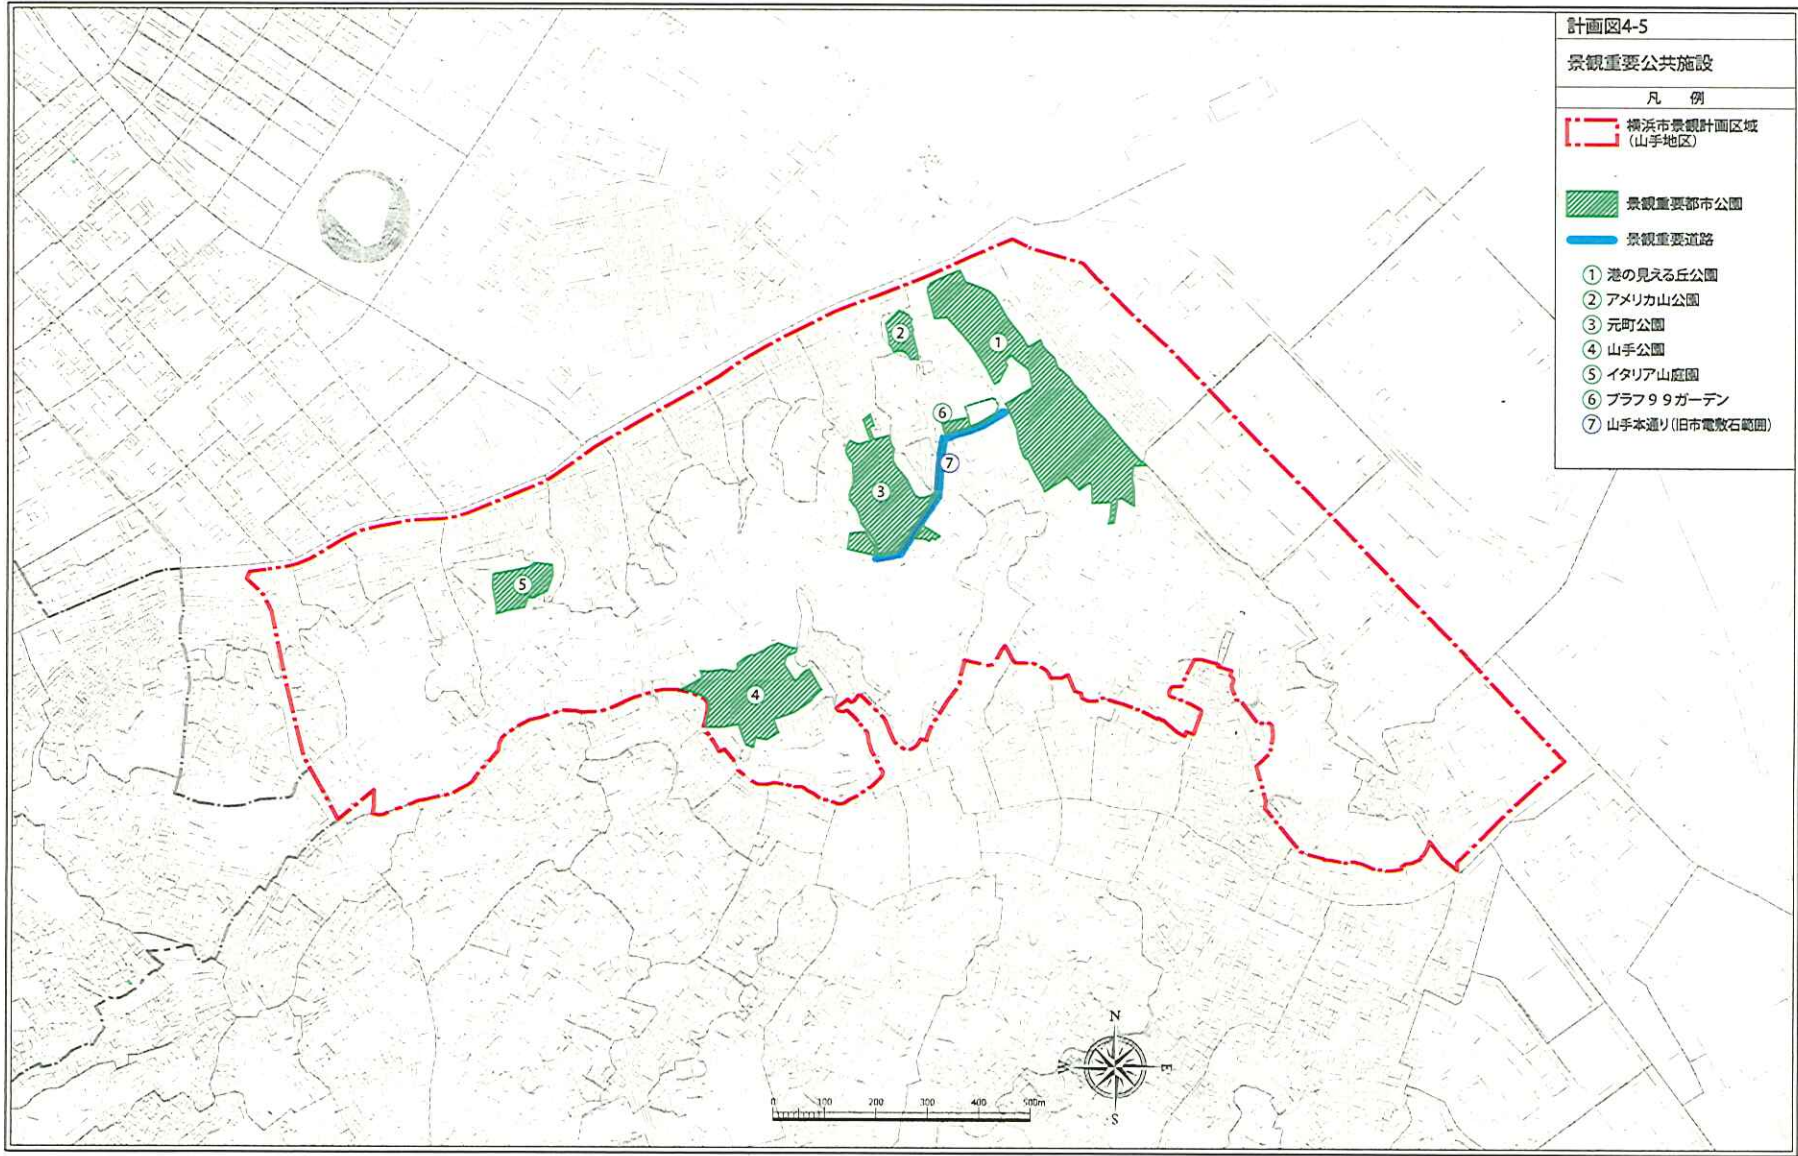 計画図4-5
景観重要公共施設
凡 例
横浜市景観計画区域
(山手地区)
景観重要都市公園
景観重要道路
① 港の見える丘公園
② アメリカ山公園
③ 元町公園
④ 山手公園
⑤ イタリア山庭園
⑥ ブラフ99ガーデン
⑦ 山手本通り(旧市電敷石範囲)
①
②
⑥
⑦
③
⑤
④
N
W
E
S
0 100 200 300 400 500m